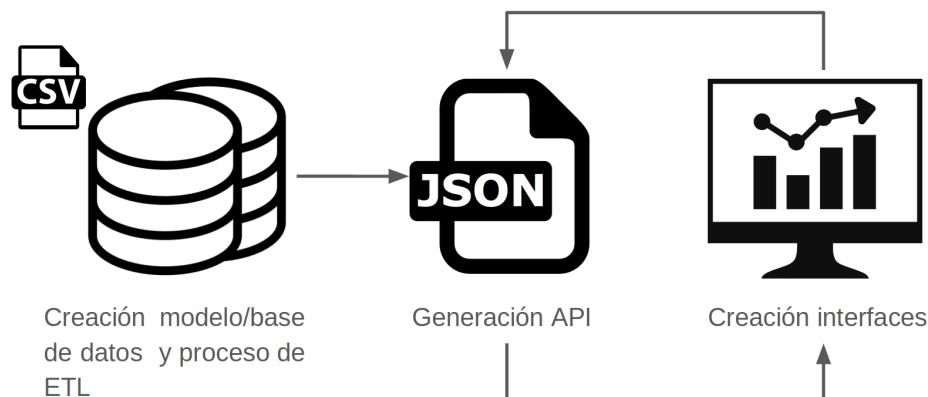 CSV
JSON
Creación modelo/base
de datos y proceso de
ETL
Generación API
Creación interfaces